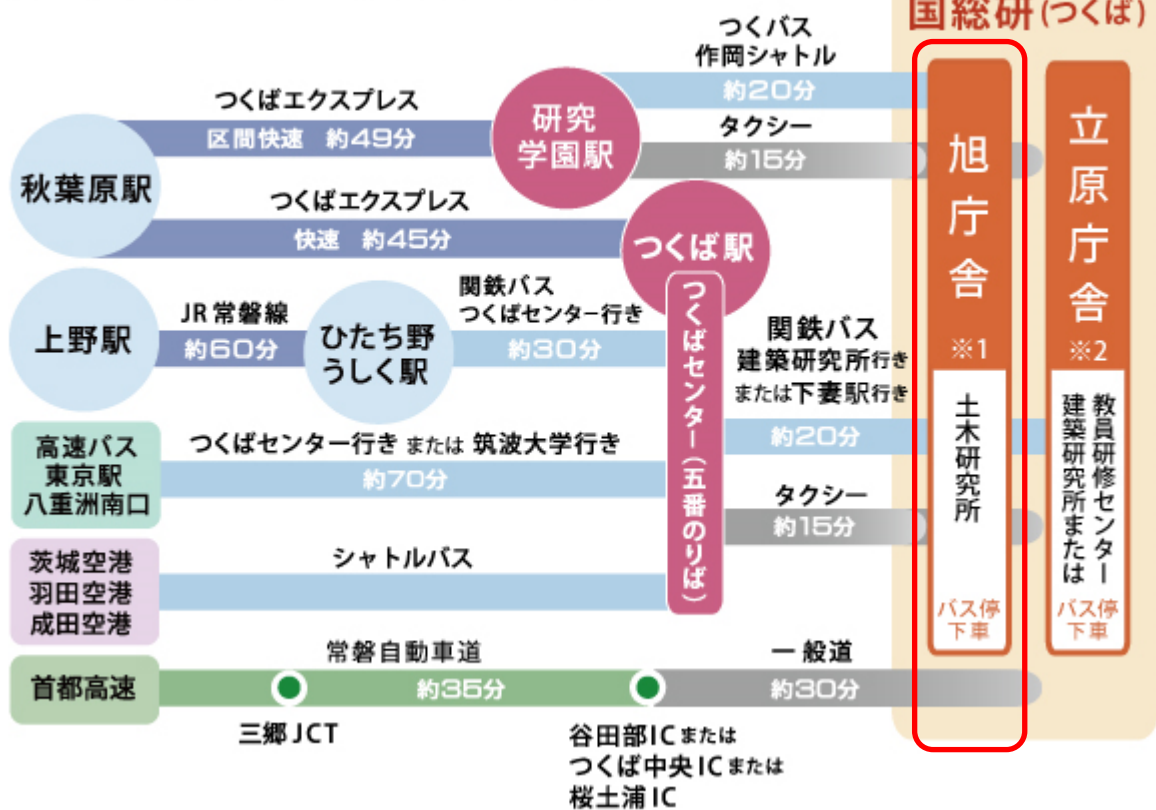 国総研(つくば)
つくバス
作岡シャトル
約20分
つくばエクスプレス
区間快速 約49分
研究
学園駅
タクシー
約15分
秋葉原駅
つくばエクスプレス
快速 約45分
つくば駅
つくばセンター(五番のりば)
上野駅
JR常磐線
約60分
ひたち野
うしく駅
関鉄バス
つくばセンター行き
約30分
関鉄バス
建築研究所行き
または下妻駅行き
約20分
高速バス
東京駅
八重洲南口
つくばセンター行き または 筑波大学行き
約70分
タクシー
約15分
茨城空港
羽田空港
成田空港
シャトルバス
首都高速
常磐自動車道
約35分
一般道
約30分
三郷JCT
谷田部ICまたは
つくば中央ICまたは
桜土浦IC
旭庁舎
※1
土木研究所
バス停
下車
立原庁舎
※2
教員研修センター
建築研究所または
バス停
下車